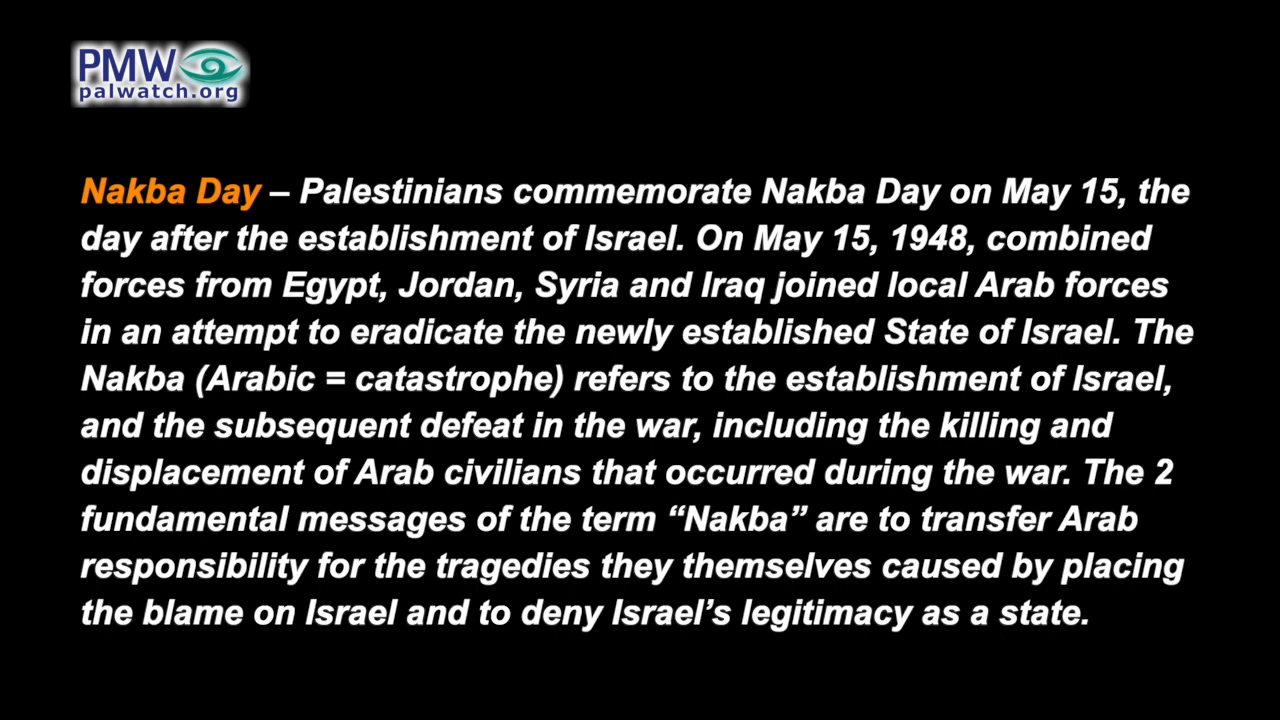 PMW
palwatch.org
Nakba Day – Palestinians commemorate Nakba Day on May 15, the
day after the establishment of Israel. On May 15, 1948, combined
forces from Egypt, Jordan, Syria and Iraq joined local Arab forces
in an attempt to eradicate the newly established State of Israel. The
Nakba (Arabic = catastrophe) refers to the establishment of Israel,
and the subsequent defeat in the war, including the killing and
displacement of Arab civilians that occurred during the war. The 2
fundamental messages of the term “Nakba” are to transfer Arab
responsibility for the tragedies they themselves caused by placing
the blame on Israel and to deny Israel’s legitimacy as a state.